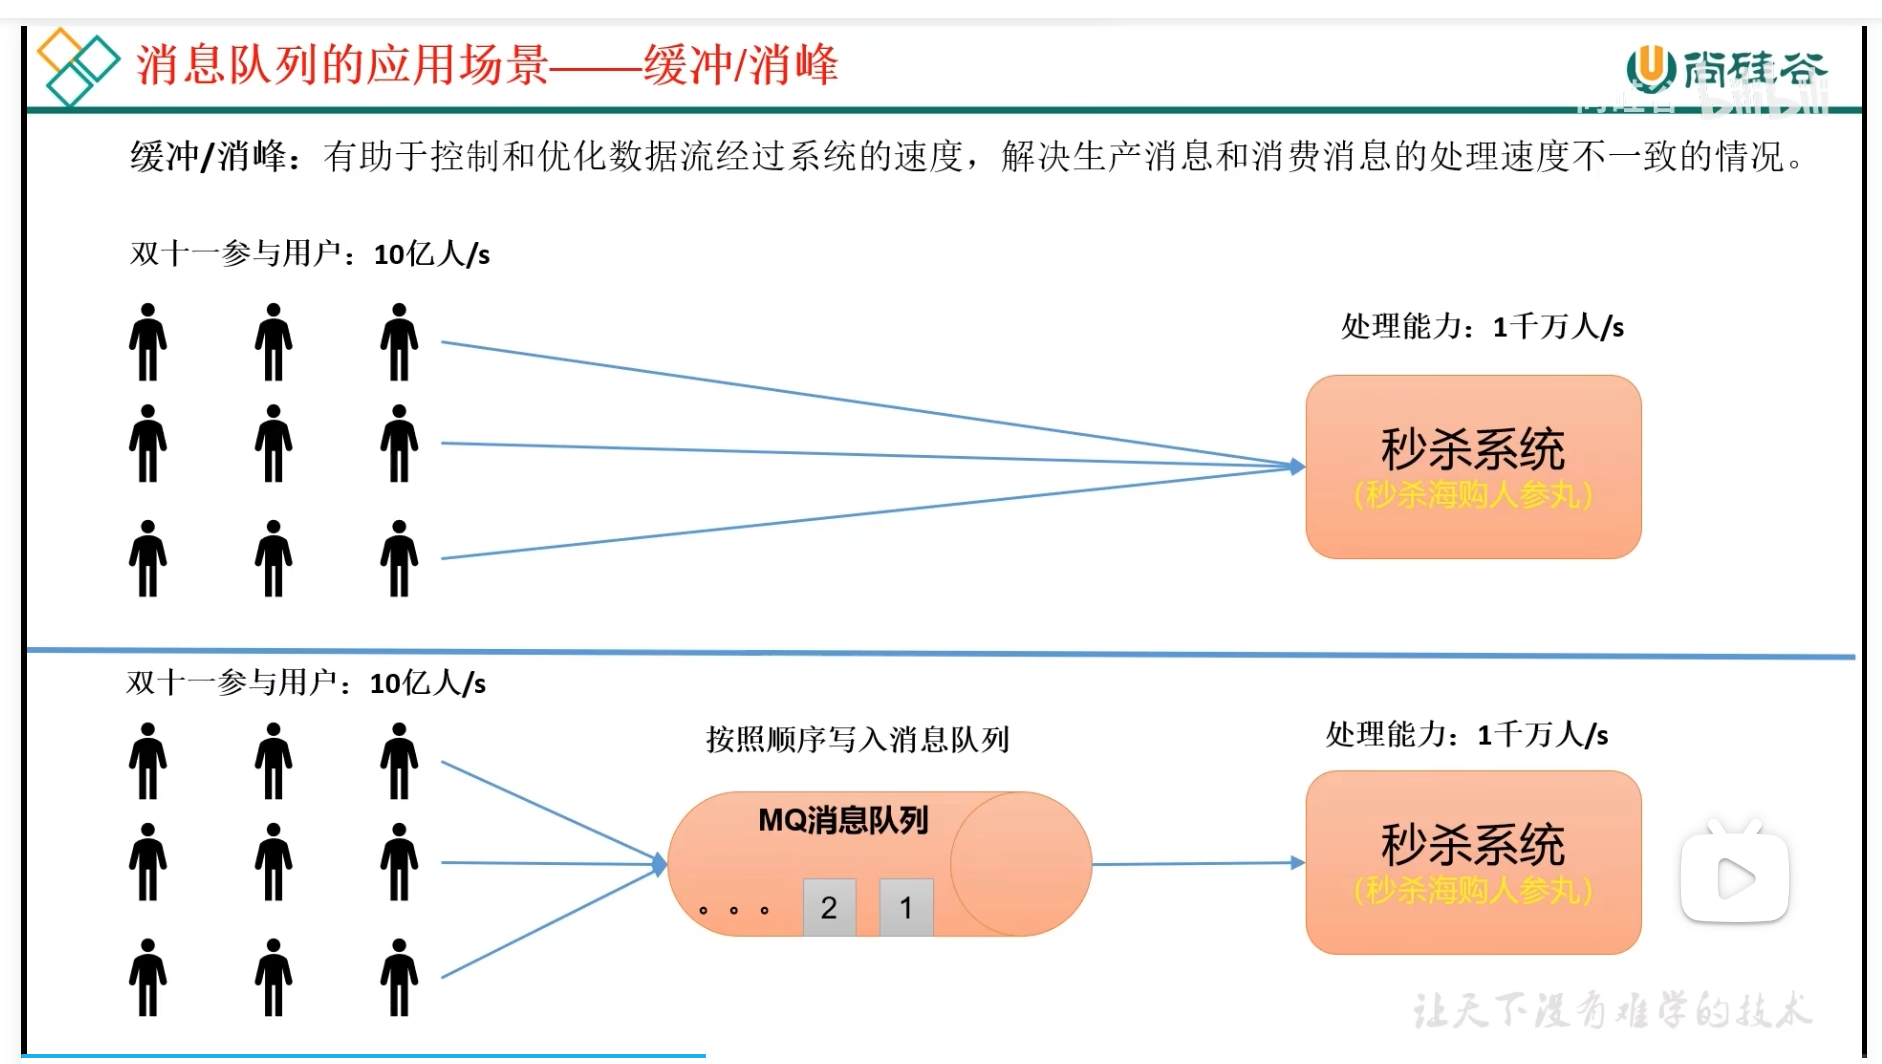 消息队列的应用场景——缓冲/消峰
尚硅谷
尚硅谷 bilibili
缓冲/消峰：有助于控制和优化数据流经过系统的速度，解决生产消息和消费消息的处理速度不一致的情况。
双十一参与用户：10亿人/s
处理能力：1千万人/s
秒杀系统
（秒杀海购人参丸）
双十一参与用户：10亿人/s
按照顺序写入消息队列
处理能力：1千万人/s
MQ消息队列
。。。 2 1
秒杀系统
（秒杀海购人参丸）
让天下没有难学的技术